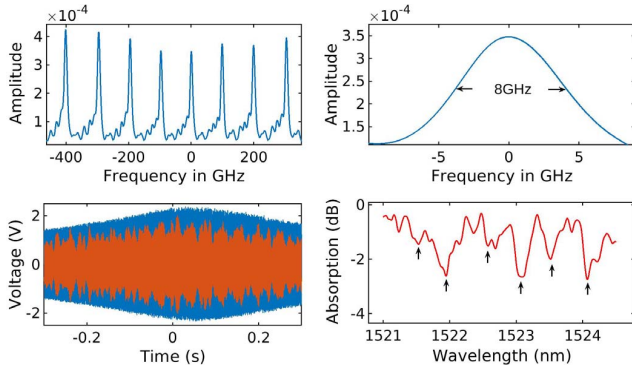 ×10⁻⁴
4
3
2
1
Amplitude
-400 -200 0 200
Frequency in GHz
×10⁻⁴
3.5
3
2.5
2
1.5
Amplitude
8GHz
-5 0 5
Frequency in GHz
2
0
-2
Voltage (V)
-0.2 0 0.2
Time (s)
0
-2
-4
Absorption (dB)
1521 1522 1523 1524
Wavelength (nm)